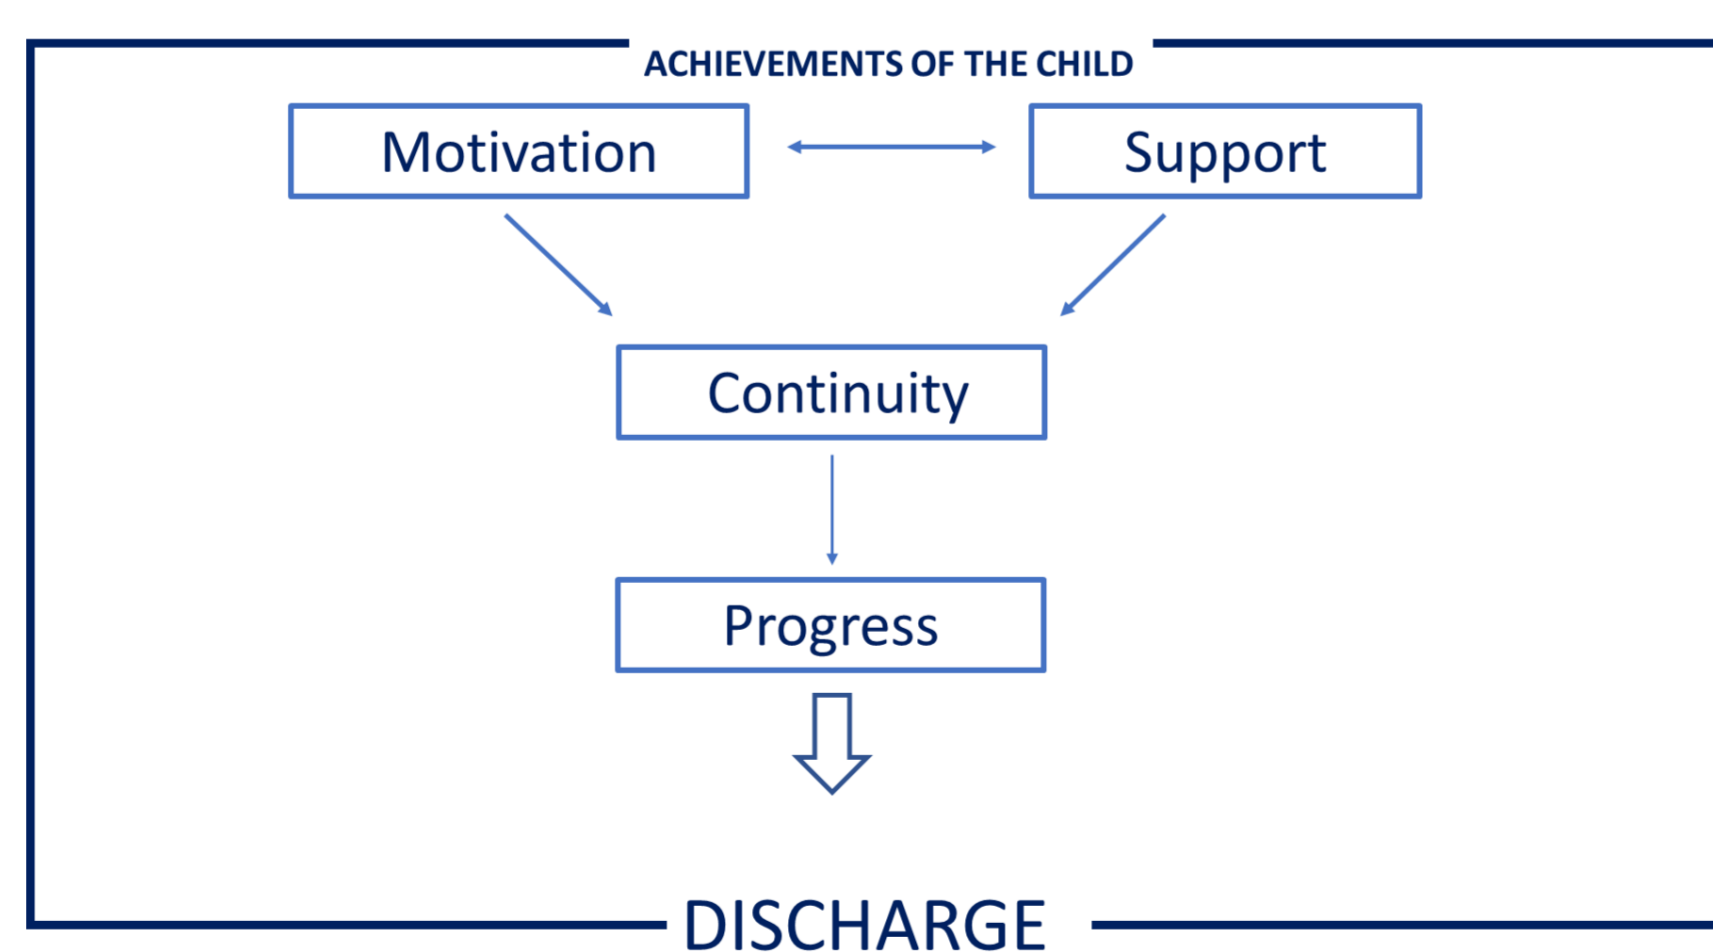 ACHIEVEMENTS OF THE CHILD
Motivation
Support
Continuity
Progress
DISCHARGE